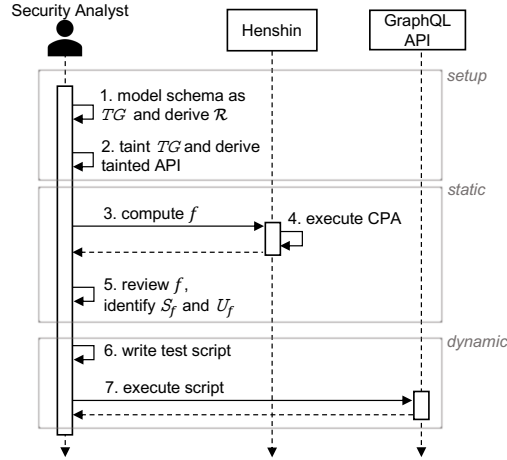 Security Analyst
Henshin
GraphQL
API
setup
1. model schema as
TG and derive R
2. taint TG and derive
tainted API
static
3. compute f
4. execute CPA
5. review f,
identify S_f and U_f
dynamic
6. write test script
7. execute script